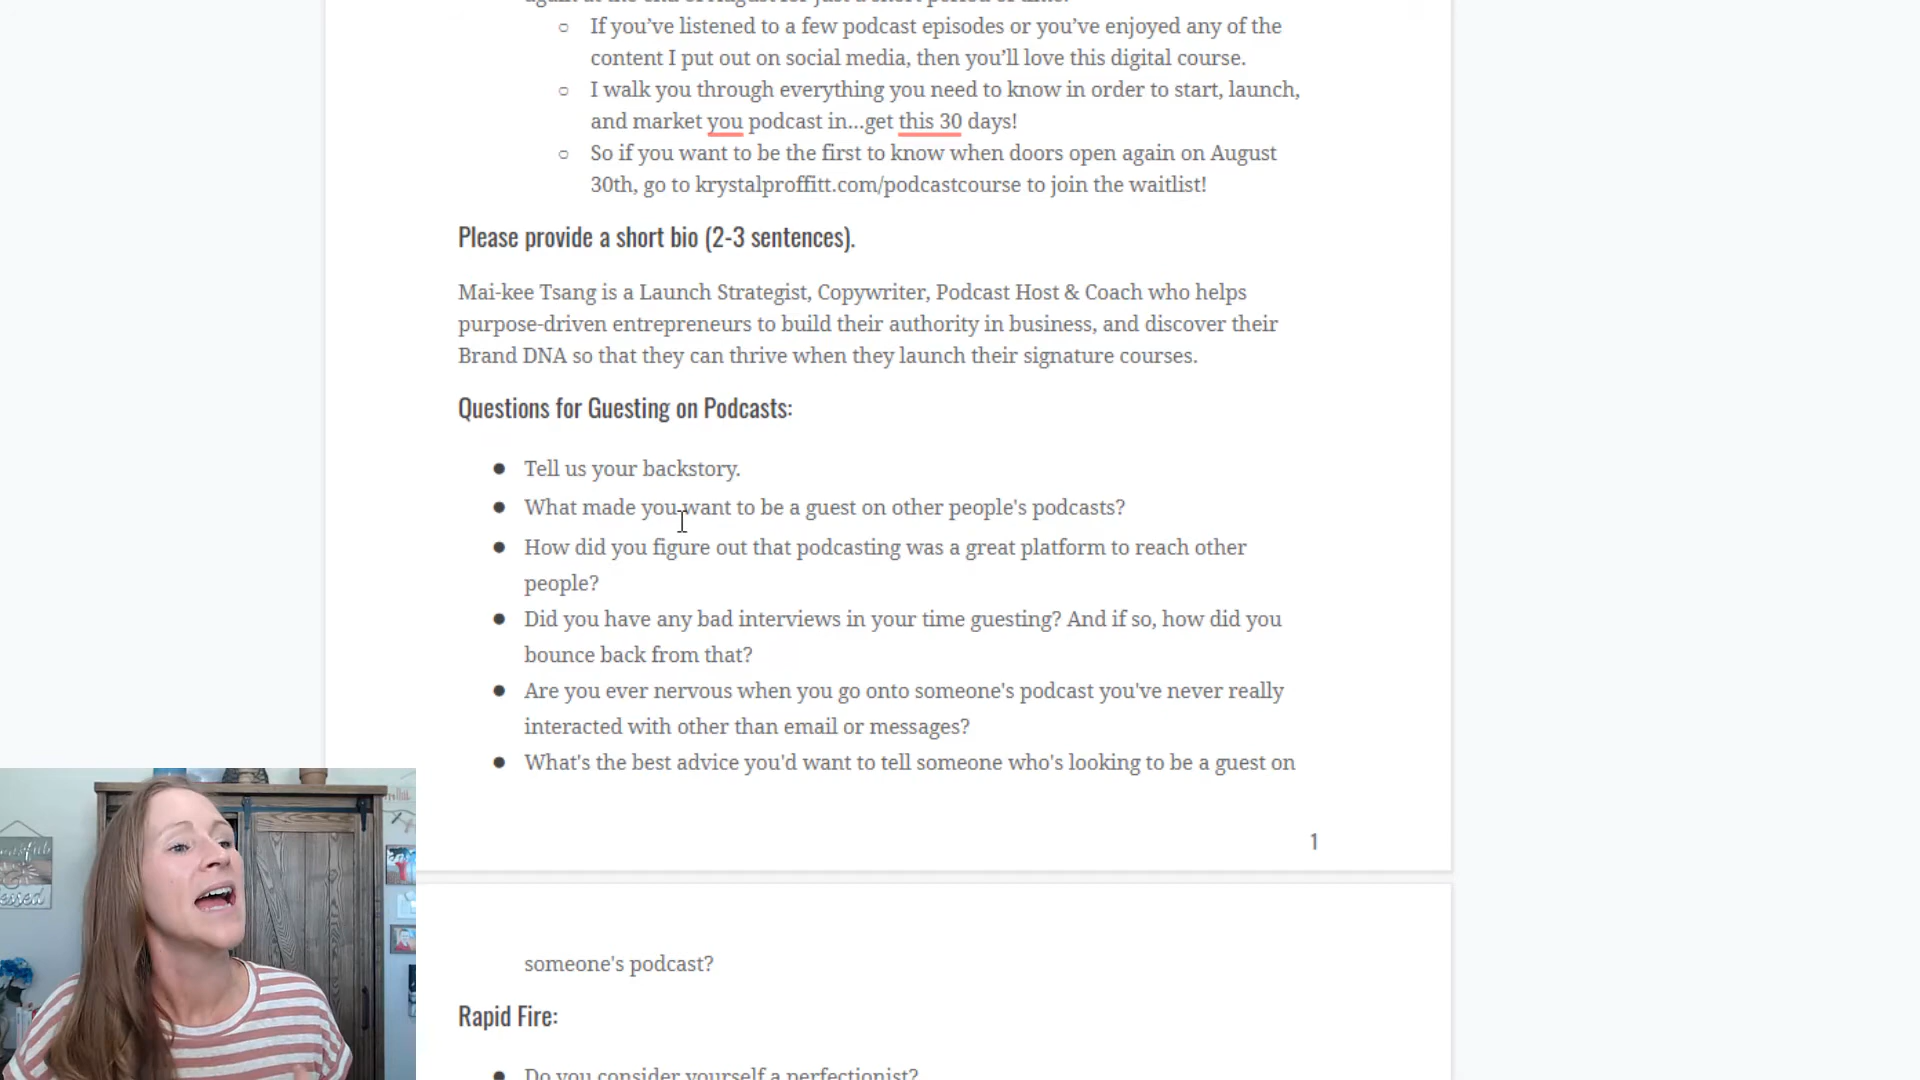 If you’ve listened to a few podcast episodes or you’ve enjoyed any of the
content I put out on social media, then you’ll love this digital course.
I walk you through everything you need to know in order to start, launch,
and market you podcast in...get this 30 days!
So if you want to be the first to know when doors open again on August
30th, go to krystalproffitt.com/podcastcourse to join the waitlist!
Please provide a short bio (2-3 sentences).
Mai-kee Tsang is a Launch Strategist, Copywriter, Podcast Host & Coach who helps
purpose-driven entrepreneurs to build their authority in business, and discover their
Brand DNA so that they can thrive when they launch their signature courses.
Questions for Guesting on Podcasts:
Tell us your backstory.
What made you want to be a guest on other people's podcasts?
How did you figure out that podcasting was a great platform to reach other
people?
Did you have any bad interviews in your time guesting? And if so, how did you
bounce back from that?
Are you ever nervous when you go onto someone's podcast you've never really
interacted with other than email or messages?
What's the best advice you'd want to tell someone who's looking to be a guest on
1
someone's podcast?
Rapid Fire:
Do you consider yourself a perfectionist?